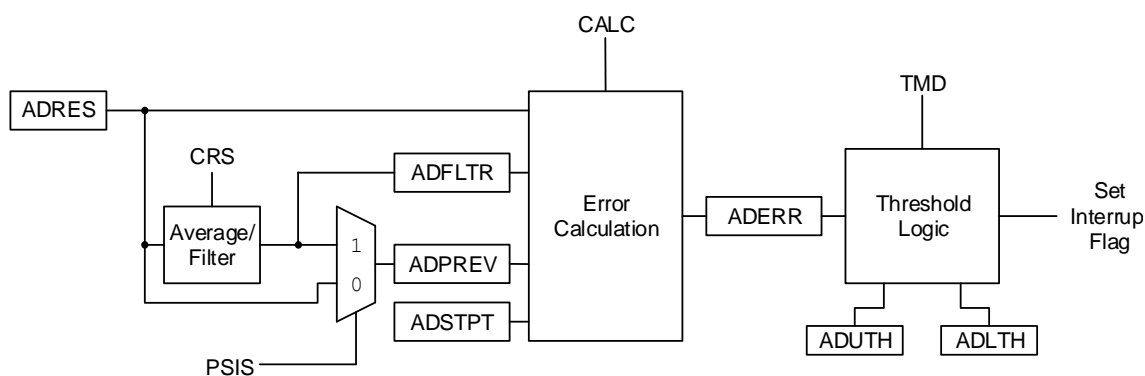 CALC
TMD
ADRES
CRS
ADFLTR
Average/
Filter
1
0
ADPREV
ADSTPT
PSIS
Error
Calculation
ADERR
Threshold
Logic
Set
Interrup
Flag
ADUTH
ADLTH